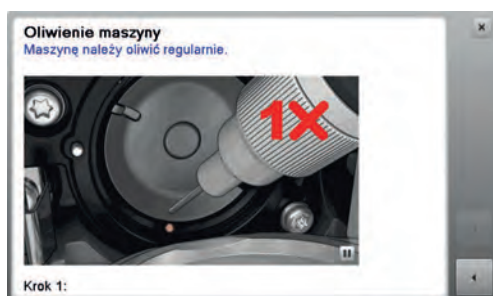 Oliwienie maszyny
Maszynę należy oliwić regularnie.
1X
Krok 1: